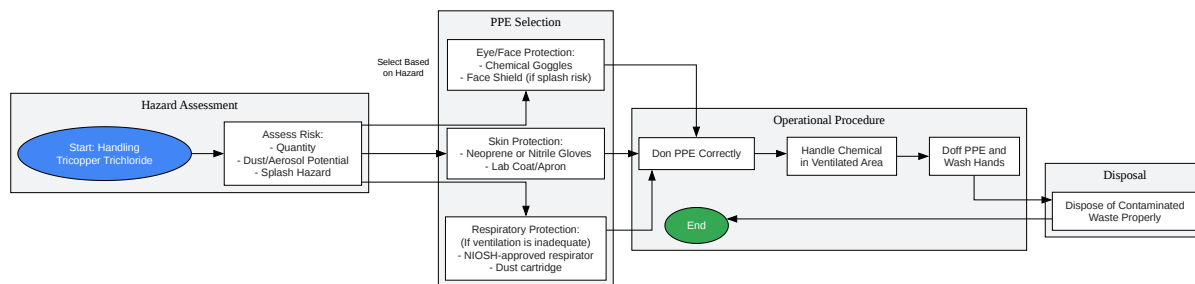 Hazard Assessment
Start: Handling
Tricopper Trichloride
Assess Risk:
- Quantity
- Dust/Aerosol Potential
- Splash Hazard
Select Based
on Hazard
PPE Selection
Eye/Face Protection:
- Chemical Goggles
- Face Shield (if splash risk)
Skin Protection:
- Neoprene or Nitrile Gloves
- Lab Coat/Apron
Respiratory Protection:
(If ventilation is inadequate)
- NIOSH-approved respirator
- Dust cartridge
Operational Procedure
Don PPE Correctly
Handle Chemical
in Ventilated Area
Doff PPE and
Wash Hands
End
Disposal
Dispose of Contaminated
Waste Properly